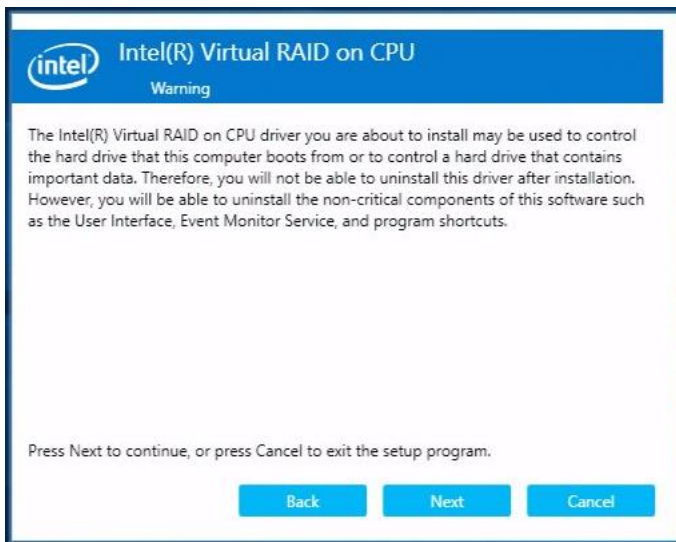 intel
Intel(R) Virtual RAID on CPU
Warning
The Intel(R) Virtual RAID on CPU driver you are about to install may be used to control
the hard drive that this computer boots from or to control a hard drive that contains
important data. Therefore, you will not be able to uninstall this driver after installation.
However, you will be able to uninstall the non-critical components of this software such
as the User Interface, Event Monitor Service, and program shortcuts.
Press Next to continue, or press Cancel to exit the setup program.
Back Next Cancel